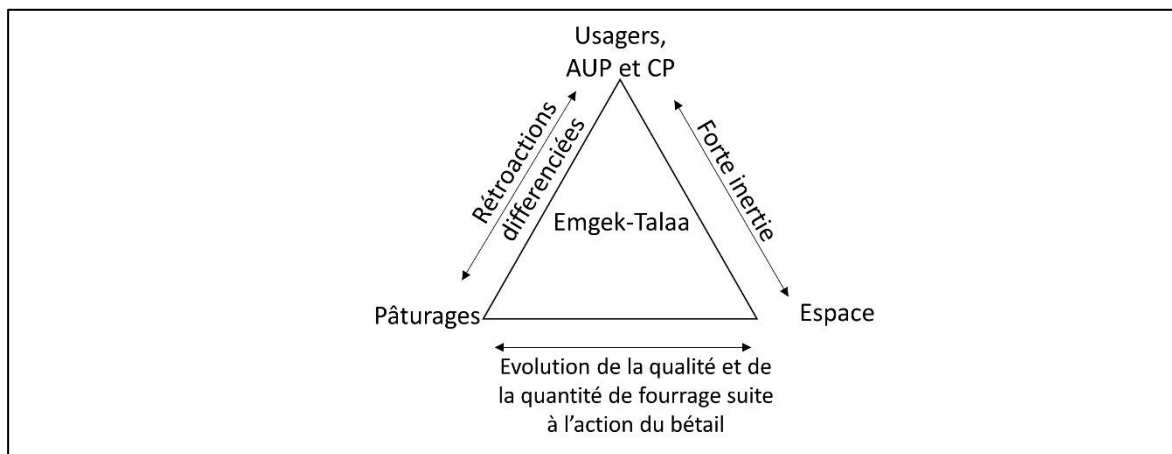 Usagers,
AUP et CP
Rétroactions
differenciées
Forte inertie
Emgek-Talaa
Pâturages
Espace
Evolution de la qualité et de
la quantité de fourrage suite
à l'action du bétail